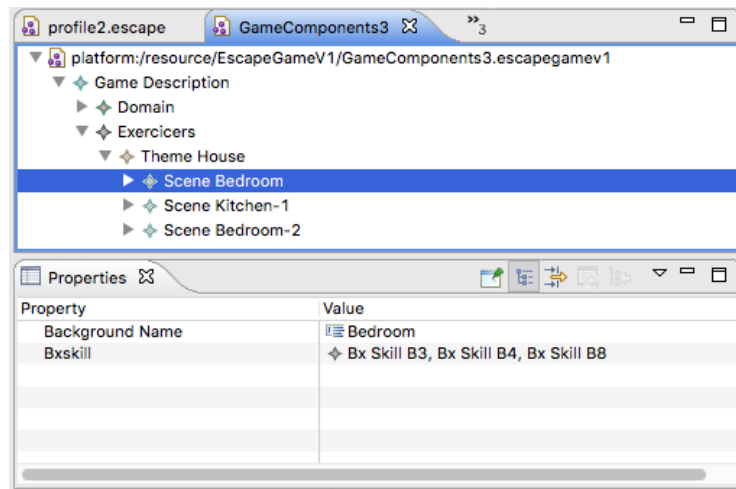 profile2.escape GameComponents3 »3
platform:/resource/EscapeGameV1/GameComponents3.escapegamev1
Game Description
Domain
Exercicers
Theme House
Scene Bedroom
Scene Kitchen-1
Scene Bedroom-2
Properties
Property Value
Background Name Bedroom
Bxskill Bx Skill B3, Bx Skill B4, Bx Skill B8